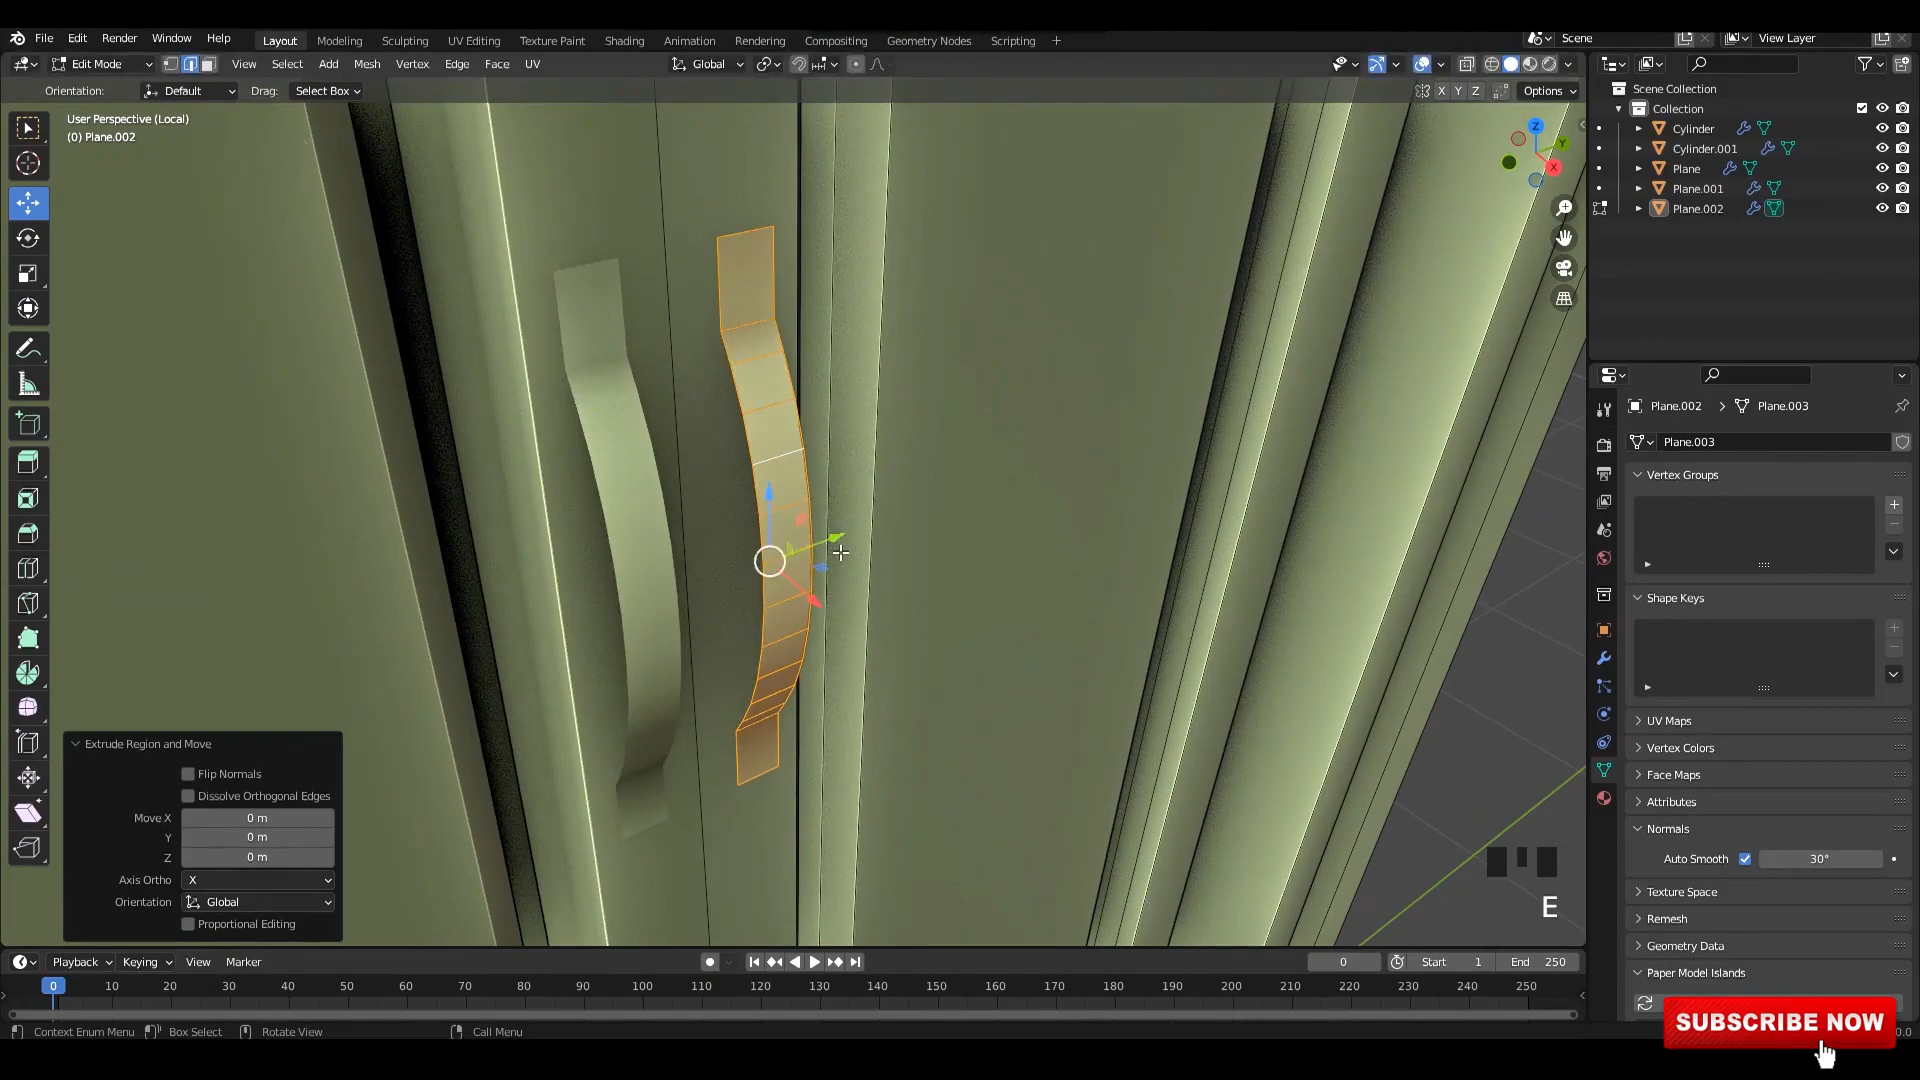 File Edit Render Window Help Layout Modeling Sculpting UV Editing Texture Paint Shading Animation Rendering Compositing Geometry Nodes Scripting + Scene View Layer
Edit Mode View Select Add Mesh Vertex Edge Face UV Global
Orientation: Default Drag: Select Box X Y Z Options
User Perspective (Local)
(0) Plane.002
Z
Y
X
Scene Collection
Collection
Cylinder
Cylinder.001
Plane
Plane.001
Plane.002
Plane.002 > Plane.003
Plane.003
Vertex Groups
Shape Keys
UV Maps
Vertex Colors
Face Maps
Attributes
Normals
Auto Smooth 30°
Texture Space
Remesh
Geometry Data
Paper Model Islands
Extrude Region and Move
Flip Normals
Dissolve Orthogonal Edges
Move X 0 m
Y 0 m
Z 0 m
Axis Ortho X
Orientation Global
Proportional Editing
E
Playback Keying View Marker 0 Start 1 End 250
0 10 20 30 40 50 60 70 80 90 100 110 120 130 140 150 160 170 180 190 200 210 220 230 240 250
Context Enum Menu Box Select Rotate View Call Menu
SUBSCRIBE NOW